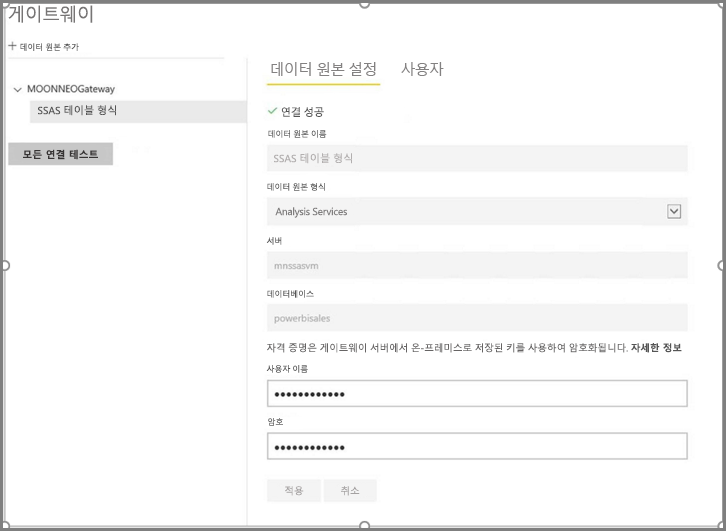 게이트웨이
+ 데이터 원본 추가
MOONNEOGateway
SSAS 테이블 형식
모든 연결 테스트
데이터 원본 설정 사용자
연결 성공
데이터 원본 이름
SSAS 테이블 형식
데이터 원본 형식
Analysis Services
서버
mnssasvm
데이터베이스
powerbisales
자격 증명은 게이트웨이 서버에서 온-프레미스로 저장된 키를 사용하여 암호화됩니다. 자세한 정보
사용자 이름
••••••••••••
암호
••••••••••••
적용 취소